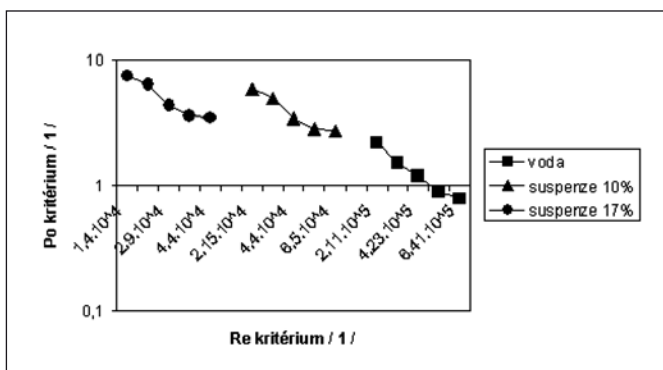 10
1
0,1
Po kritérium / 1 /
1,4.10^4
2,9.10^4
4,4.10^4
2,15.10^4
4,4.10^4
6,5.10^4
2,11.10^5
4,23.10^5
6,41.10^5
Re kritérium / 1 /
voda
suspenze 10%
suspenze 17%